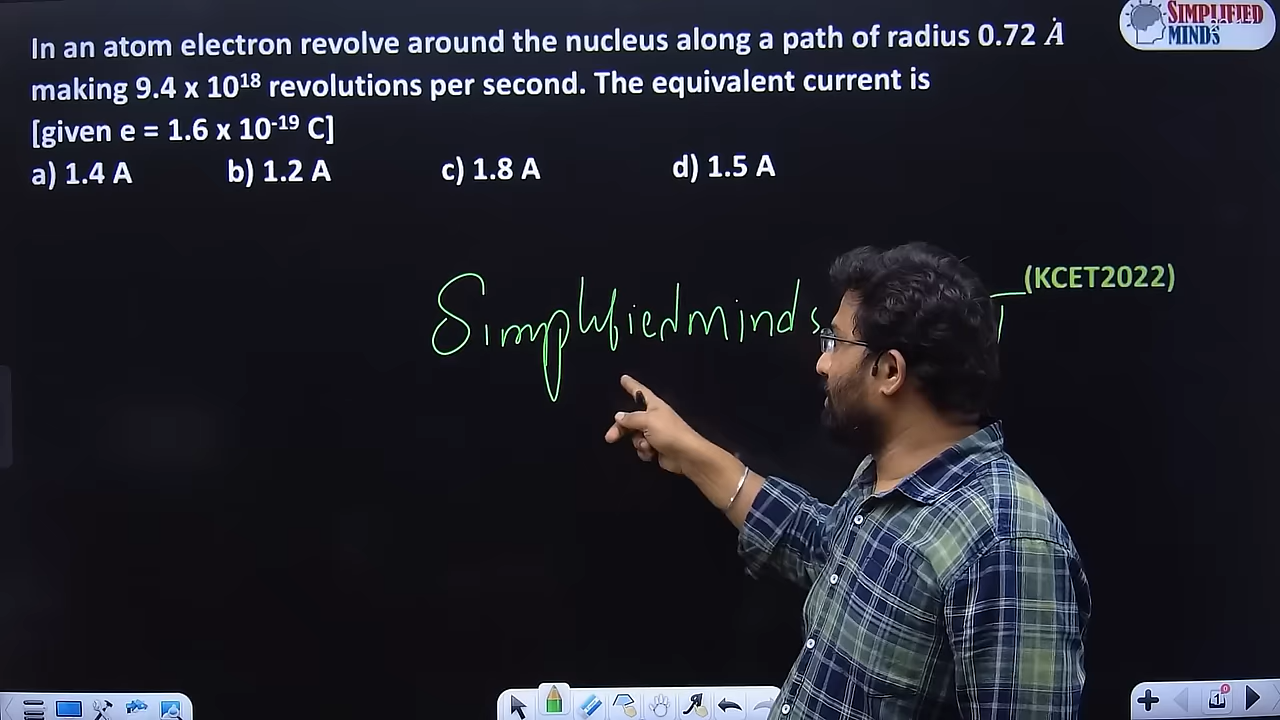 In an atom electron revolve around the nucleus along a path of radius 0.72 Ȧ
making 9.4 x 10¹⁸ revolutions per second. The equivalent current is
[given e = 1.6 x 10⁻¹⁹ C]
a) 1.4 A b) 1.2 A c) 1.8 A d) 1.5 A
SIMPLIFIED
MINDS
(KCET2022)
Simplifiedminds